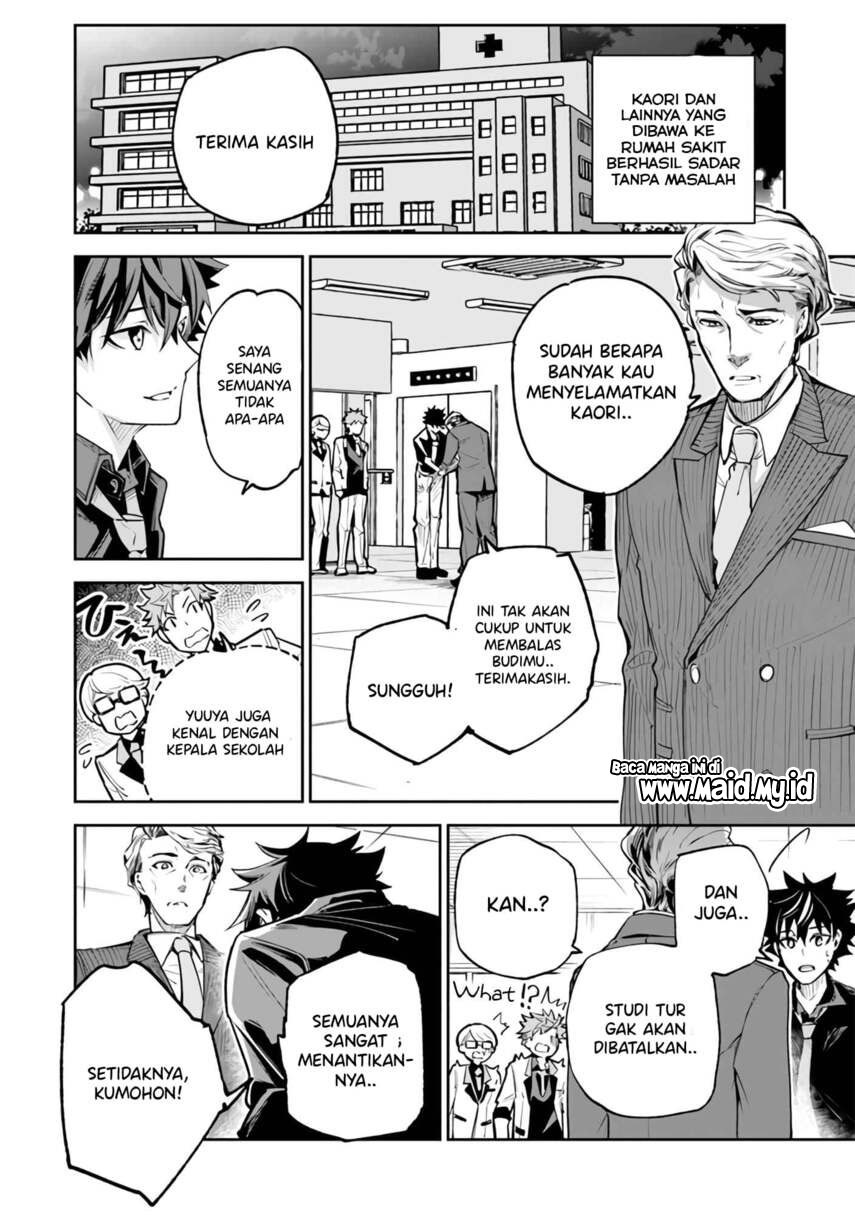 KAORI DAN
LAINNYA YANG
DIBAWA KE
RUMAH SAKIT
BERHASIL SADAR
TANPA MASALAH
TERIMA KASIH
SUDAH BERAPA
BANYAK KAU
MENYELAMATKAN
KAORI..
INI TAK AKAN
CUKUP UNTUK
MEMBALAS
BUDIMU..
TERIMAKASIH.
SUNGGUH!
SAYA
SENANG
SEMUANYA
TIDAK
APA-APA
ひえー
YUUYA JUGA
KENAL DENGAN
KEPALA SEKOLAH
Baca Manga ini di
www.Maid.My.id
DAN
JUGA..
STUDI TUR
GAK AKAN
DIBATALKAN..
KAN..?
What!?
SEMUANYA
SANGAT ;
MENANTIKAN-
NYA..
SETIDAKNYA,
KUMOHON!